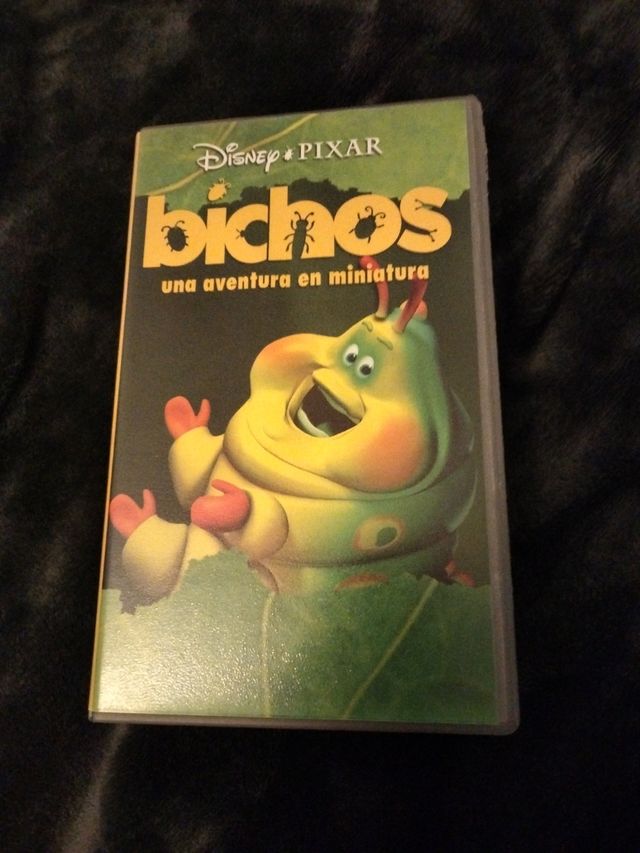 Disney PIXAR
bichos
una aventura en miniatura